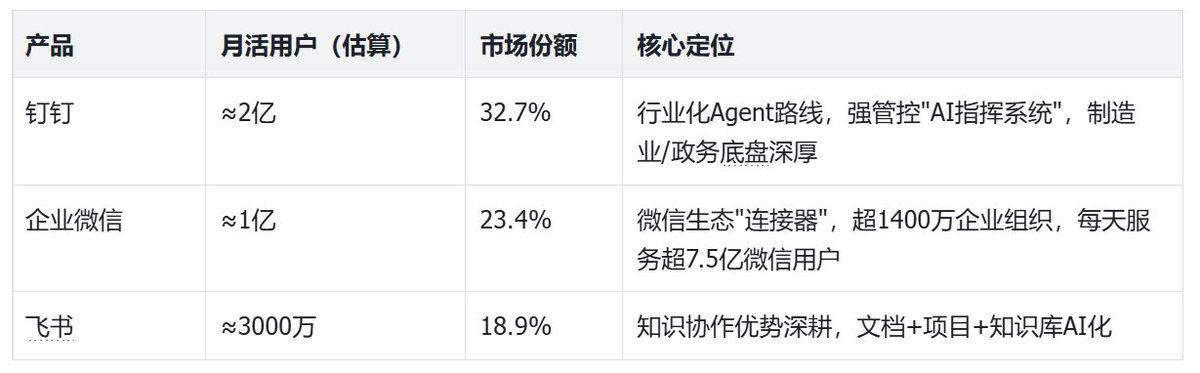 产品 月活用户（估算） 市场份额 核心定位
钉钉 ≈2亿 32.7% 行业化Agent路线，强管控"AI指挥系统"，制造
业/政务底盘深厚
企业微信 ≈1亿 23.4% 微信生态"连接器"，超1400万企业组织，每天服
务超7.5亿微信用户
飞书 ≈3000万 18.9% 知识协作优势深耕，文档+项目+知识库AI化